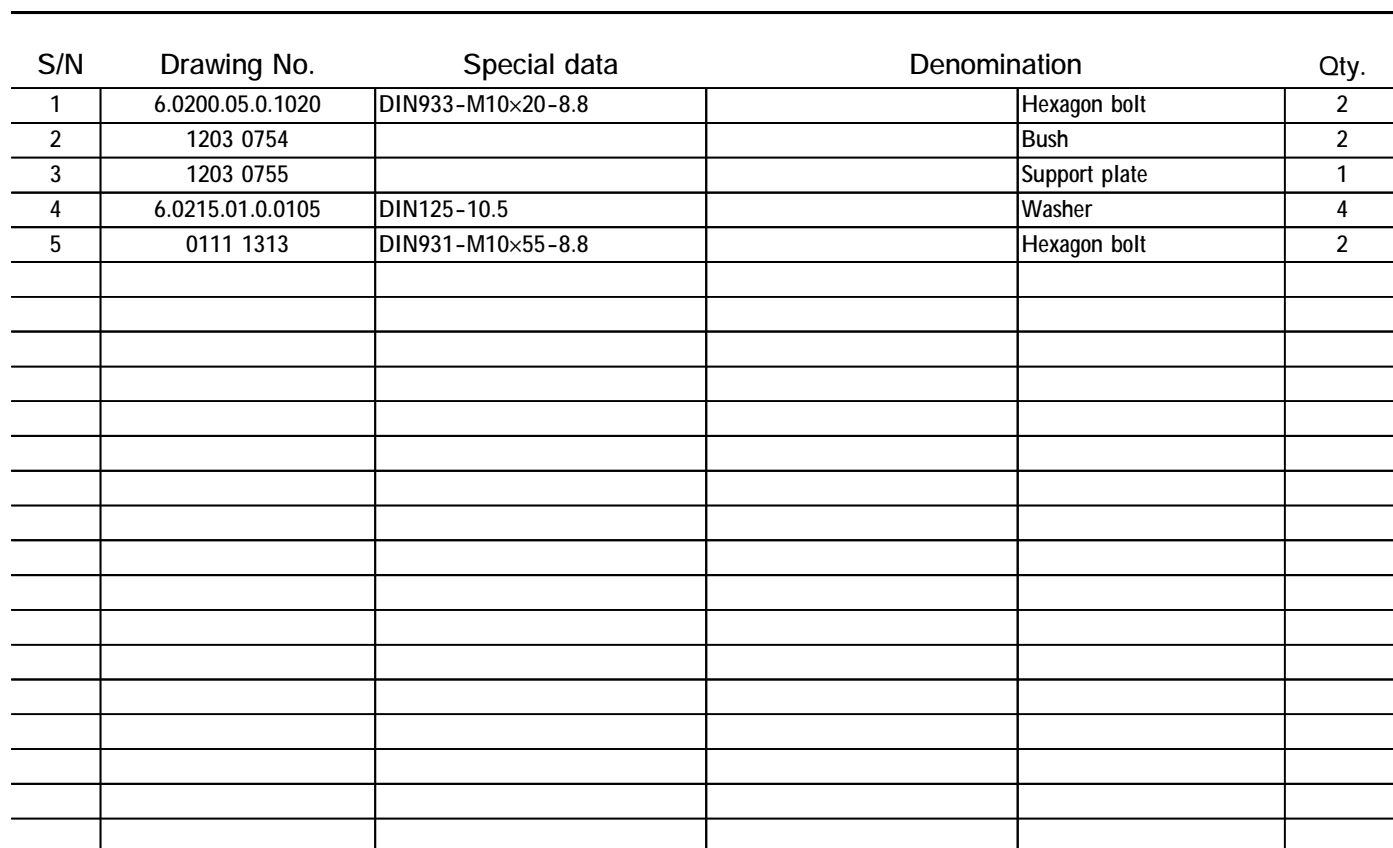 S/N Drawing No. Special data Denomination Qty.
1 6.0200.05.0.1020 DIN933-M10×20-8.8 Hexagon bolt 2
2 1203 0754 Bush 2
3 1203 0755 Support plate 1
4 6.0215.01.0.0105 DIN125-10.5 Washer 4
5 0111 1313 DIN931-M10×55-8.8 Hexagon bolt 2